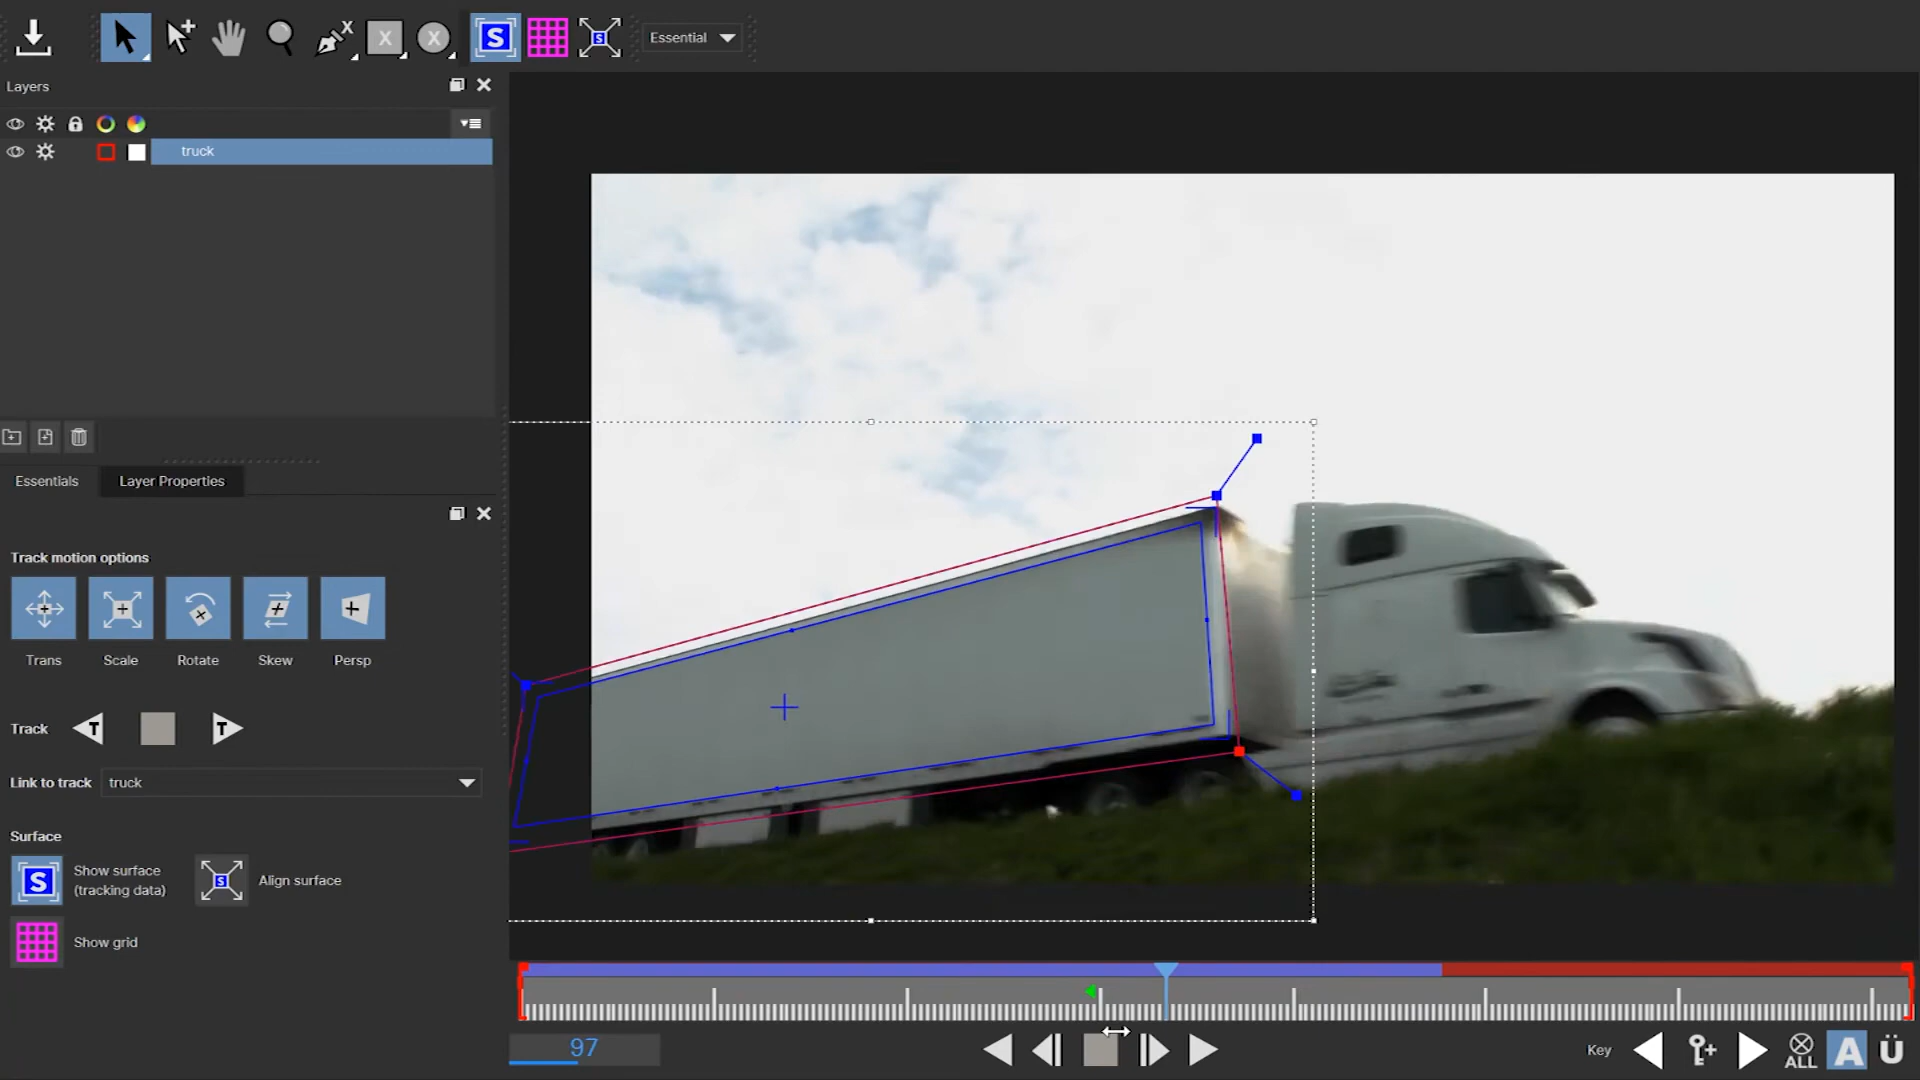 S
S
Essential
Layers
truck
Essentials
Layer Properties
Track motion options
Trans
Scale
Rotate
Skew
Persp
Track
T
T
Link to track
truck
Surface
S
Show surface
(tracking data)
S
Align surface
Show grid
97
Key
ALL
A
Ü